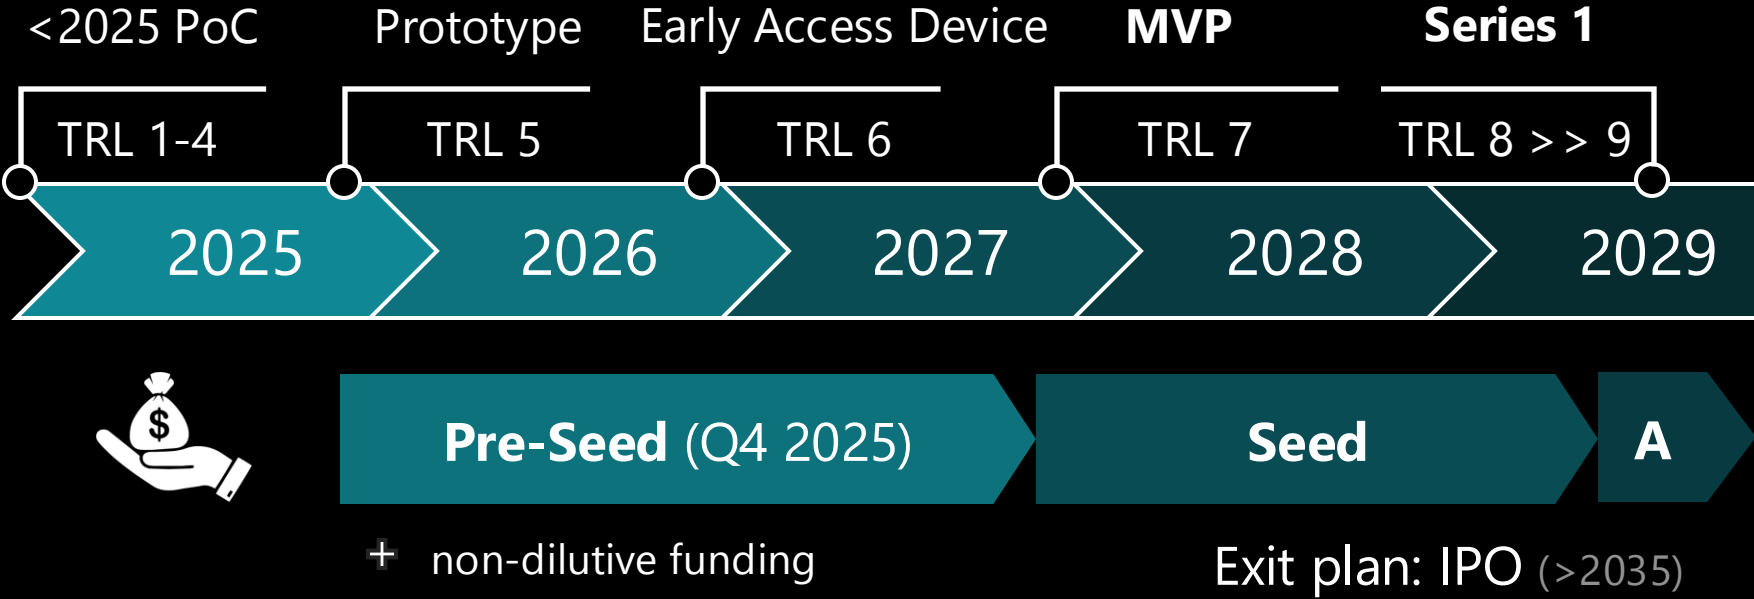 <2025 PoC
Prototype
Early Access Device
MVP
Series 1
TRL 1-4
TRL 5
TRL 6
TRL 7
TRL 8 >> 9
2025
2026
2027
2028
2029
$
Pre-Seed (Q4 2025)
Seed
A
+ non-dilutive funding
Exit plan: IPO (>2035)